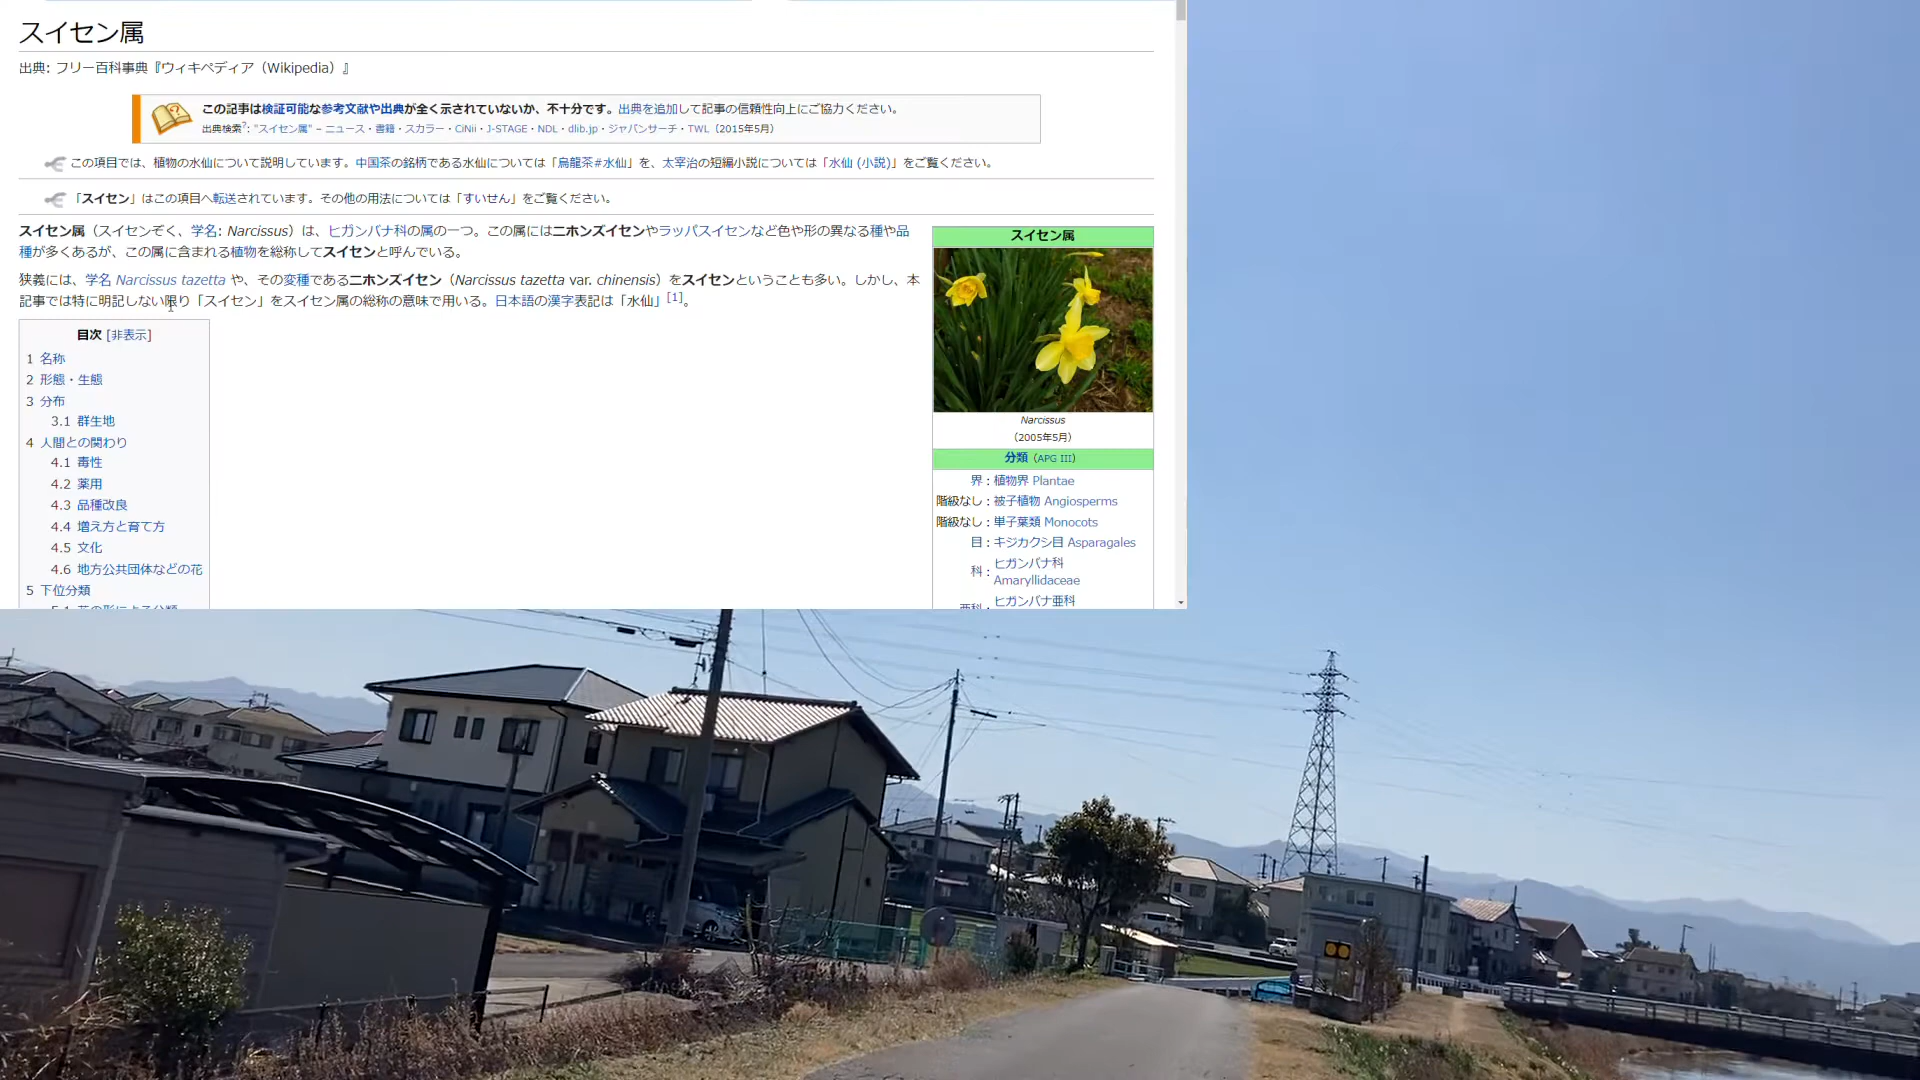 スイセン属
出典: フリー百科事典『ウィキペディア（Wikipedia）』
この記事は検証可能な参考文献や出典が全く示されていないか、不十分です。出典を追加して記事の信頼性向上にご協力ください。
出典検索?: "スイセン属" – ニュース・書籍・スカラー・CiNii・J-STAGE・NDL・dlib.jp・ジャパンサーチ・TWL（2015年5月）
この項目では、植物の水仙について説明しています。中国茶の銘柄である水仙については「烏龍茶#水仙」を、太宰治の短編小説については「水仙 (小説)」をご覧ください。
「スイセン」はこの項目へ転送されています。その他の用法については「すいせん」をご覧ください。
スイセン属（スイセンぞく、学名: Narcissus）は、ヒガンバナ科の属の一つ。この属にはニホンズイセンやラッパスイセンなど色や形の異なる種や品
種が多くあるが、この属に含まれる植物を総称してスイセンと呼んでいる。
狭義には、学名 Narcissus tazetta や、その変種であるニホンズイセン（Narcissus tazetta var. chinensis）をスイセンということも多い。しかし、本
記事では特に明記しない限り「スイセン」をスイセン属の総称の意味で用いる。日本語の漢字表記は「水仙」[1]。
目次 [非表示]
1 名称
2 形態・生態
3 分布
3.1 群生地
4 人間との関わり
4.1 毒性
4.2 薬用
4.3 品種改良
4.4 増え方と育て方
4.5 文化
4.6 地方公共団体などの花
5 下位分類
5.1 花の形による分類
スイセン属
Narcissus
（2005年5月）
分類（APG III）
界：植物界 Plantae
階級なし：被子植物 Angiosperms
階級なし：単子葉類 Monocots
目：キジカクシ目 Asparagales
科：ヒガンバナ科
Amaryllidaceae
亜科：ヒガンバナ亜科